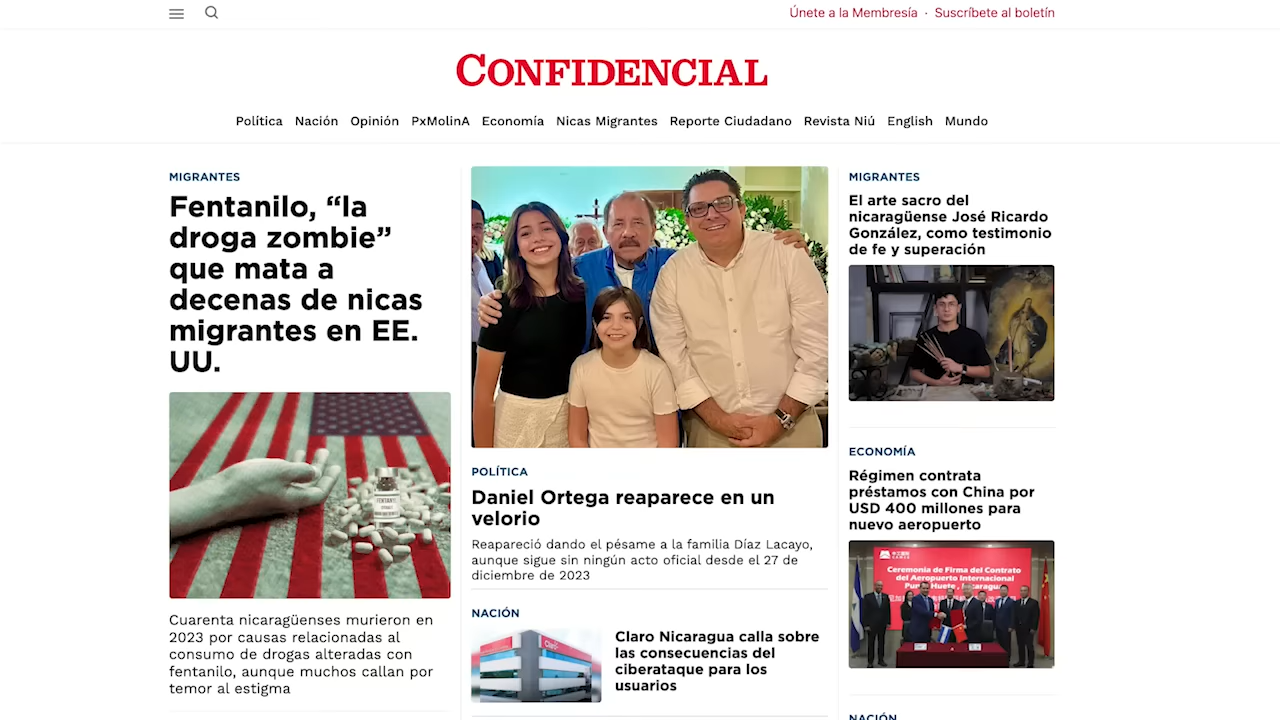 Únete a la Membresía · Suscríbete al boletín
CONFIDENCIAL
Política Nación Opinión PxMolinA Economía Nicas Migrantes Reporte Ciudadano Revista Niú English Mundo
MIGRANTES
Fentanilo, “la
droga zombie”
que mata a
decenas de nicas
migrantes en EE.
UU.
FENTANYL
Cuarenta nicaragüenses murieron en
2023 por causas relacionadas al
consumo de drogas alteradas con
fentanilo, aunque muchos callan por
temor al estigma
POLÍTICA
Daniel Ortega reaparece en un
velorio
Reapareció dando el pésame a la familia Díaz Lacayo,
aunque sigue sin ningún acto oficial desde el 27 de
diciembre de 2023
NACIÓN
Claro
Claro Nicaragua calla sobre
las consecuencias del
ciberataque para los
usuarios
MIGRANTES
El arte sacro del
nicaragüense José Ricardo
González, como testimonio
de fe y superación
ECONOMÍA
Régimen contrata
préstamos con China por
USD 400 millones para
nuevo aeropuerto
Ceremonia de Firma del Contrato
del Aeropuerto Internacional
Punta Huete, Nicaragua
NACIÓN